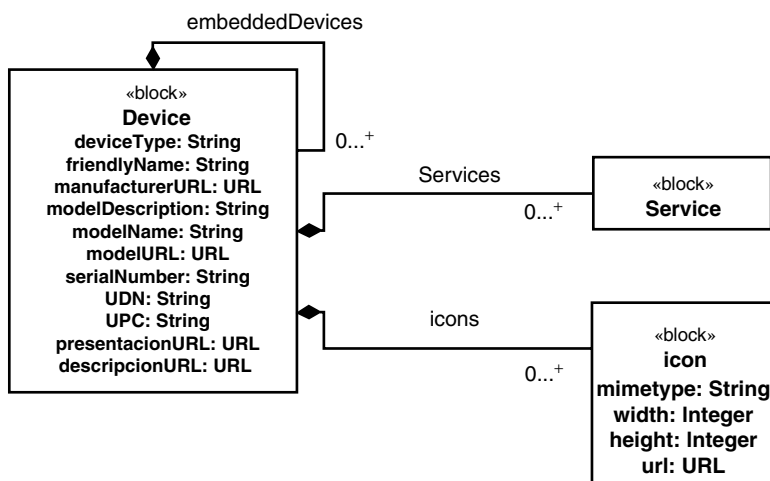 embeddedDevices
«block»
Device
deviceType: String
friendlyName: String
manufacturerURL: URL
modelDescription: String
modelName: String
modelURL: URL
serialNumber: String
UDN: String
UPC: String
presentacionURL: URL
descripcionURL: URL
0...+
Services
0...+
«block»
Service
icons
0...+
«block»
icon
mimetype: String
width: Integer
height: Integer
url: URL